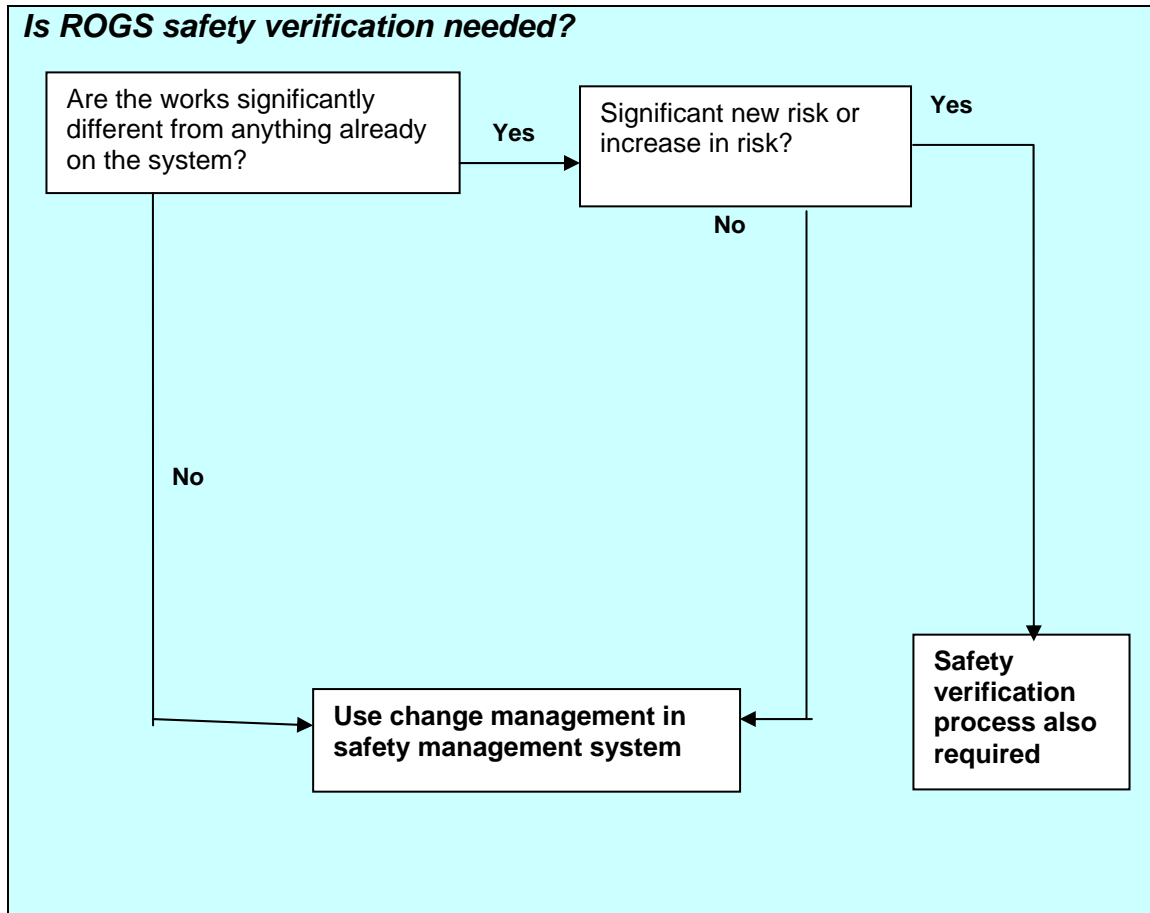 Is ROGS safety verification needed?
Are the works significantly
different from anything already
on the system?
Yes
Significant new risk or
increase in risk?
Yes
No
No
Use change management in
safety management system
Safety
verification
process also
required